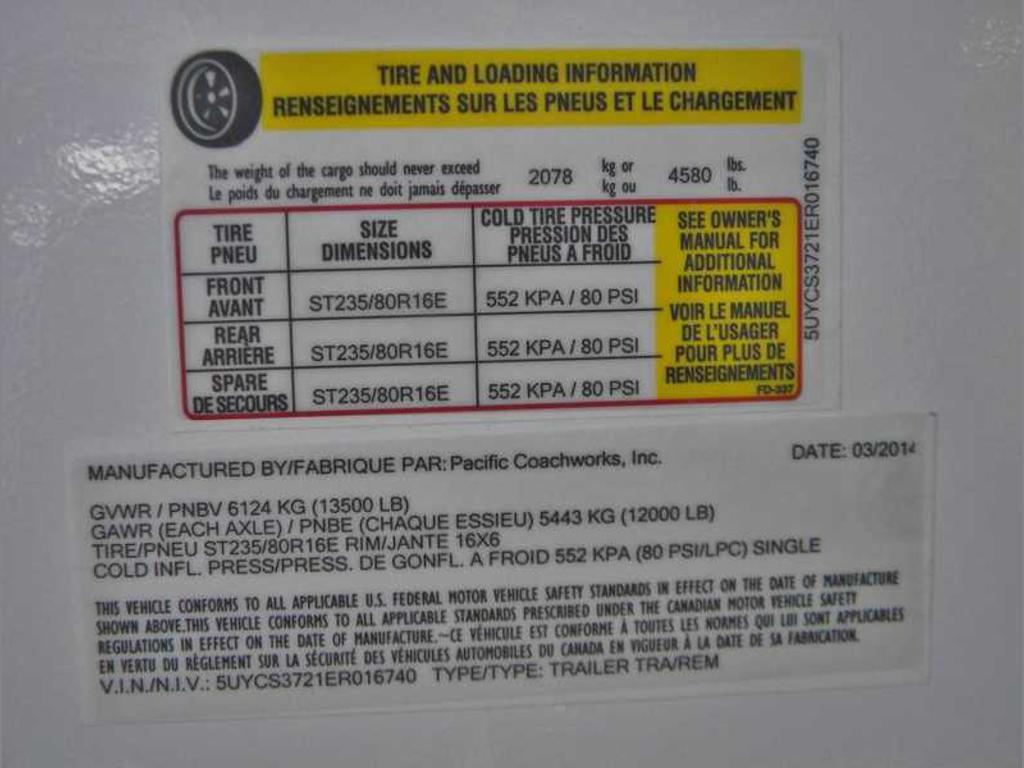 TIRE AND LOADING INFORMATION
RENSEIGNEMENTS SUR LES PNEUS ET LE CHARGEMENT
The weight of the cargo should never exceed 2078 kg or 4580 lbs.
Le poids du chargement ne doit jamais dépasser kg ou lb.
TIRE PNEU
SIZE DIMENSIONS
COLD TIRE PRESSURE
PRESSION DES
PNEUS A FROID
FRONT
AVANT
ST235/80R16E
552 KPA / 80 PSI
REAR
ARRIÈRE
ST235/80R16E
552 KPA / 80 PSI
SPARE
DE SECOURS
ST235/80R16E
552 KPA / 80 PSI
SEE OWNER'S
MANUAL FOR
ADDITIONAL
INFORMATION
VOIR LE MANUEL
DE L'USAGER
POUR PLUS DE
RENSEIGNEMENTS
FD-337
5UYCS3721ER016740
MANUFACTURED BY/FABRIQUE PAR: Pacific Coachworks, Inc. DATE: 03/2014
GVWR / PNBV 6124 KG (13500 LB)
GAWR (EACH AXLE) / PNBE (CHAQUE ESSIEU) 5443 KG (12000 LB)
TIRE/PNEU ST235/80R16E RIM/JANTE 16X6
COLD INFL. PRESS/PRESS. DE GONFL. A FROID 552 KPA (80 PSI/LPC) SINGLE
THIS VEHICLE CONFORMS TO ALL APPLICABLE U.S. FEDERAL MOTOR VEHICLE SAFETY STANDARDS IN EFFECT ON THE DATE OF MANUFACTURE
SHOWN ABOVE.THIS VEHICLE CONFORMS TO ALL APPLICABLE STANDARDS PRESCRIBED UNDER THE CANADIAN MOTOR VEHICLE SAFETY
REGULATIONS IN EFFECT ON THE DATE OF MANUFACTURE.~CE VÉHICULE EST CONFORME À TOUTES LES NORMES QUI LUI SONT APPLICABLES
EN VERTU DU RÈGLEMENT SUR LA SÉCURITÉ DES VÉHICULES AUTOMOBILES DU CANADA EN VIGUEUR À LA DATE DE SA FABRICATION.
V.I.N./N.I.V.: 5UYCS3721ER016740 TYPE/TYPE: TRAILER TRA/REM